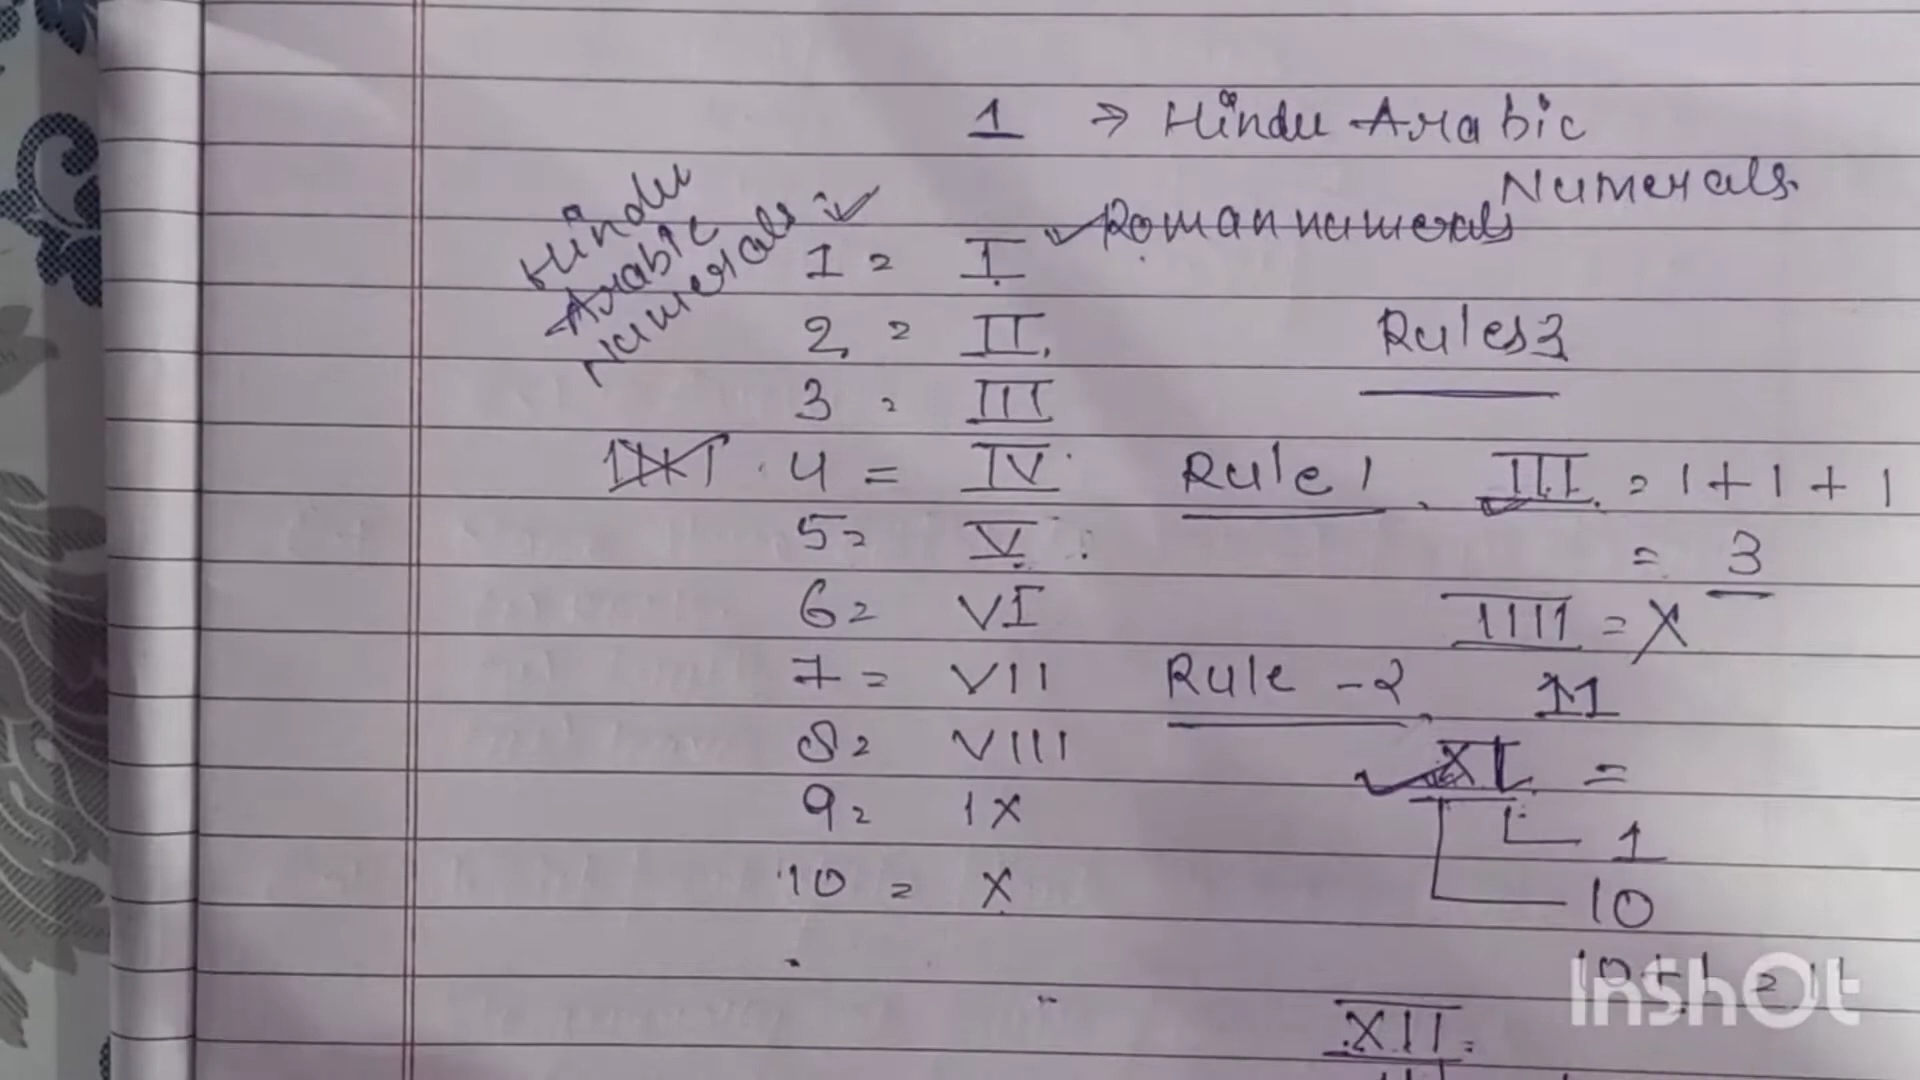 1 → Hindu Arabic
Numerals.
Hindu
Arabic
Numerals
1 = I Roman numerals
2 = II Rules
3 = III
IIII 4 = IV Rule 1 III = 1 + 1 + 1
5 = V = 3
6 = VI IIII = X
7 = VII Rule - 2 11
8 = VIII XI =
9 = IX 1
10 = X 10
10 + 1 = 11
XII
InShOt